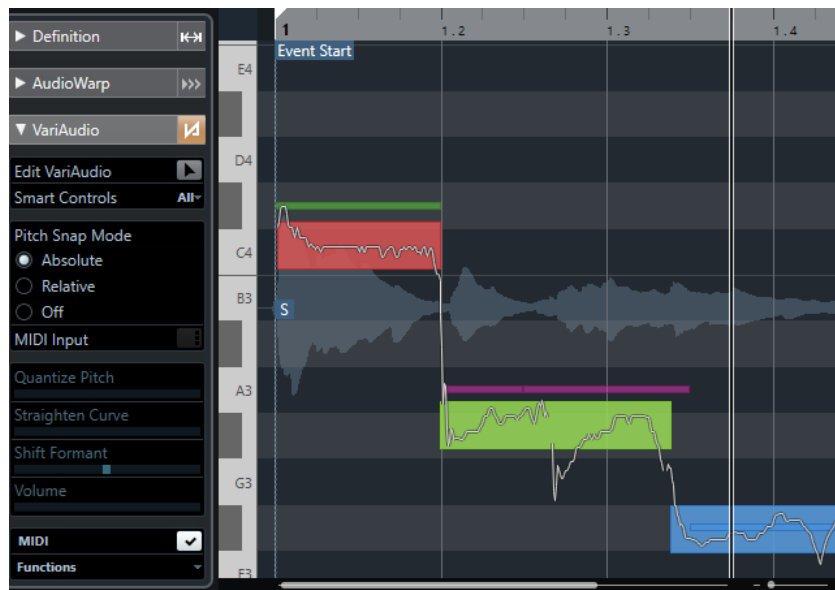 Definition
AudioWarp
VariAudio
Edit VariAudio
Smart Controls All
Pitch Snap Mode
Absolute
Relative
Off
MIDI Input
Quantize Pitch
Straighten Curve
Shift Formant
Volume
MIDI
Functions
1 1.2 1.3 1.4
Event Start
E4
D4
C4
B3
S
A3
G3
F3